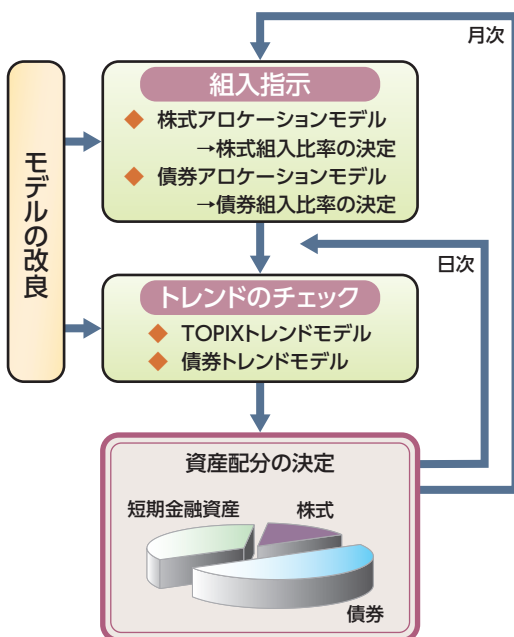 月次
組入指示
◆ 株式アロケーションモデル
→株式組入比率の決定
◆ 債券アロケーションモデル
→債券組入比率の決定
モデルの改良
日次
トレンドのチェック
◆ TOPIXトレンドモデル
◆ 債券トレンドモデル
資産配分の決定
短期金融資産
株式
債券